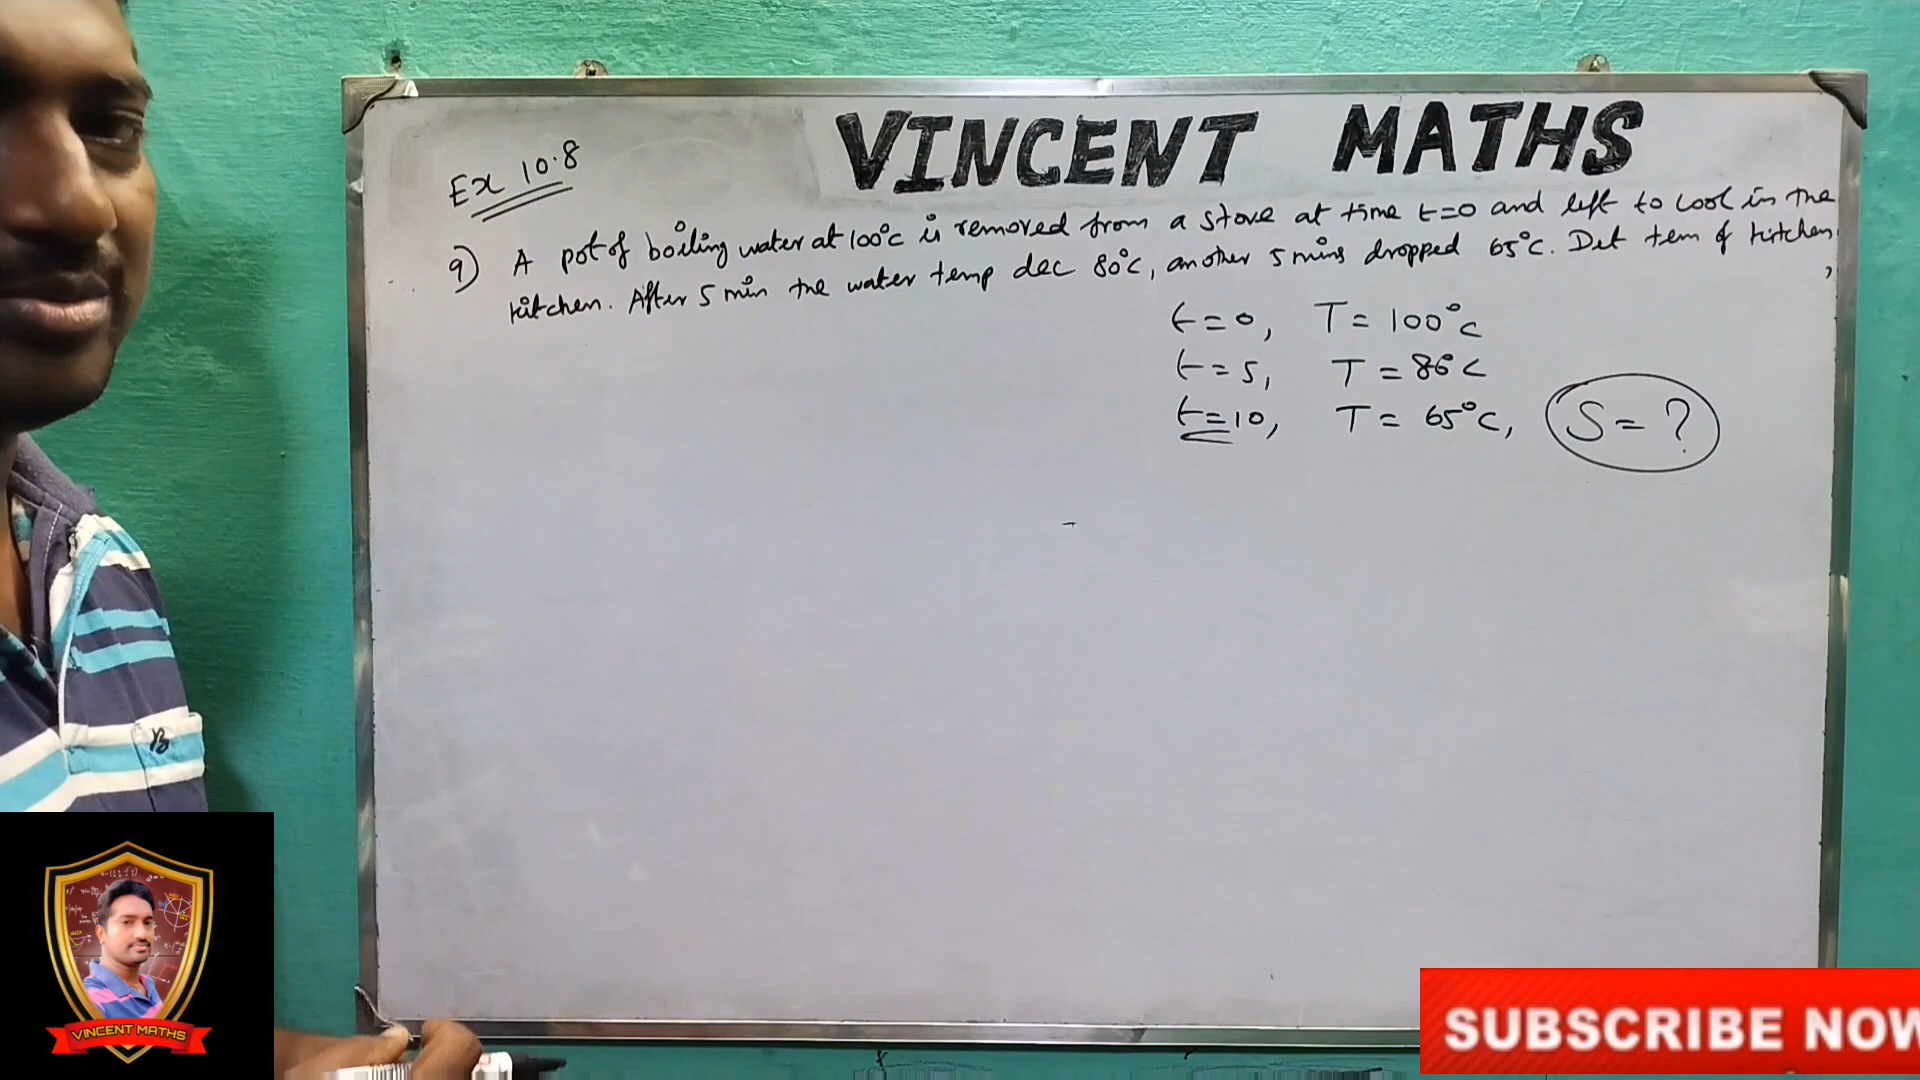 VINCENT MATHS
Ex 10.8
9) A pot of boiling water at 100°C is removed from a stove at time t=0 and left to cool in the
kitchen. After 5 min the water temp dec 80°C, another 5 mins dropped 65°C. Det tem of kitchen,
t=0, T = 100°C
t=5, T = 80°C
t=10, T = 65°C, S = ?
VINCENT MATHS
SUBSCRIBE NOW